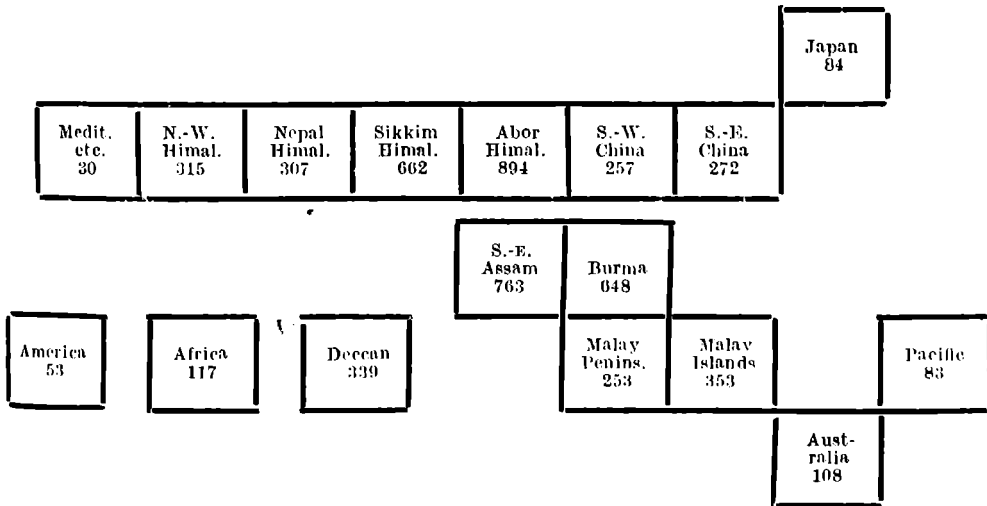 Japan
84
Medit.
etc.
30
N.-W.
Himal.
315
Nepal
Himal.
307
Sikkim
Himal.
662
Abor
Himal.
894
S.-W.
China
257
S.-E.
China
272
S.-E.
Assam
763
Burma
648
America
53
Africa
117
Deccan
339
Malay
Penins.
253
Malay
Islands
353
Pacific
83
Aust-
ralia
108